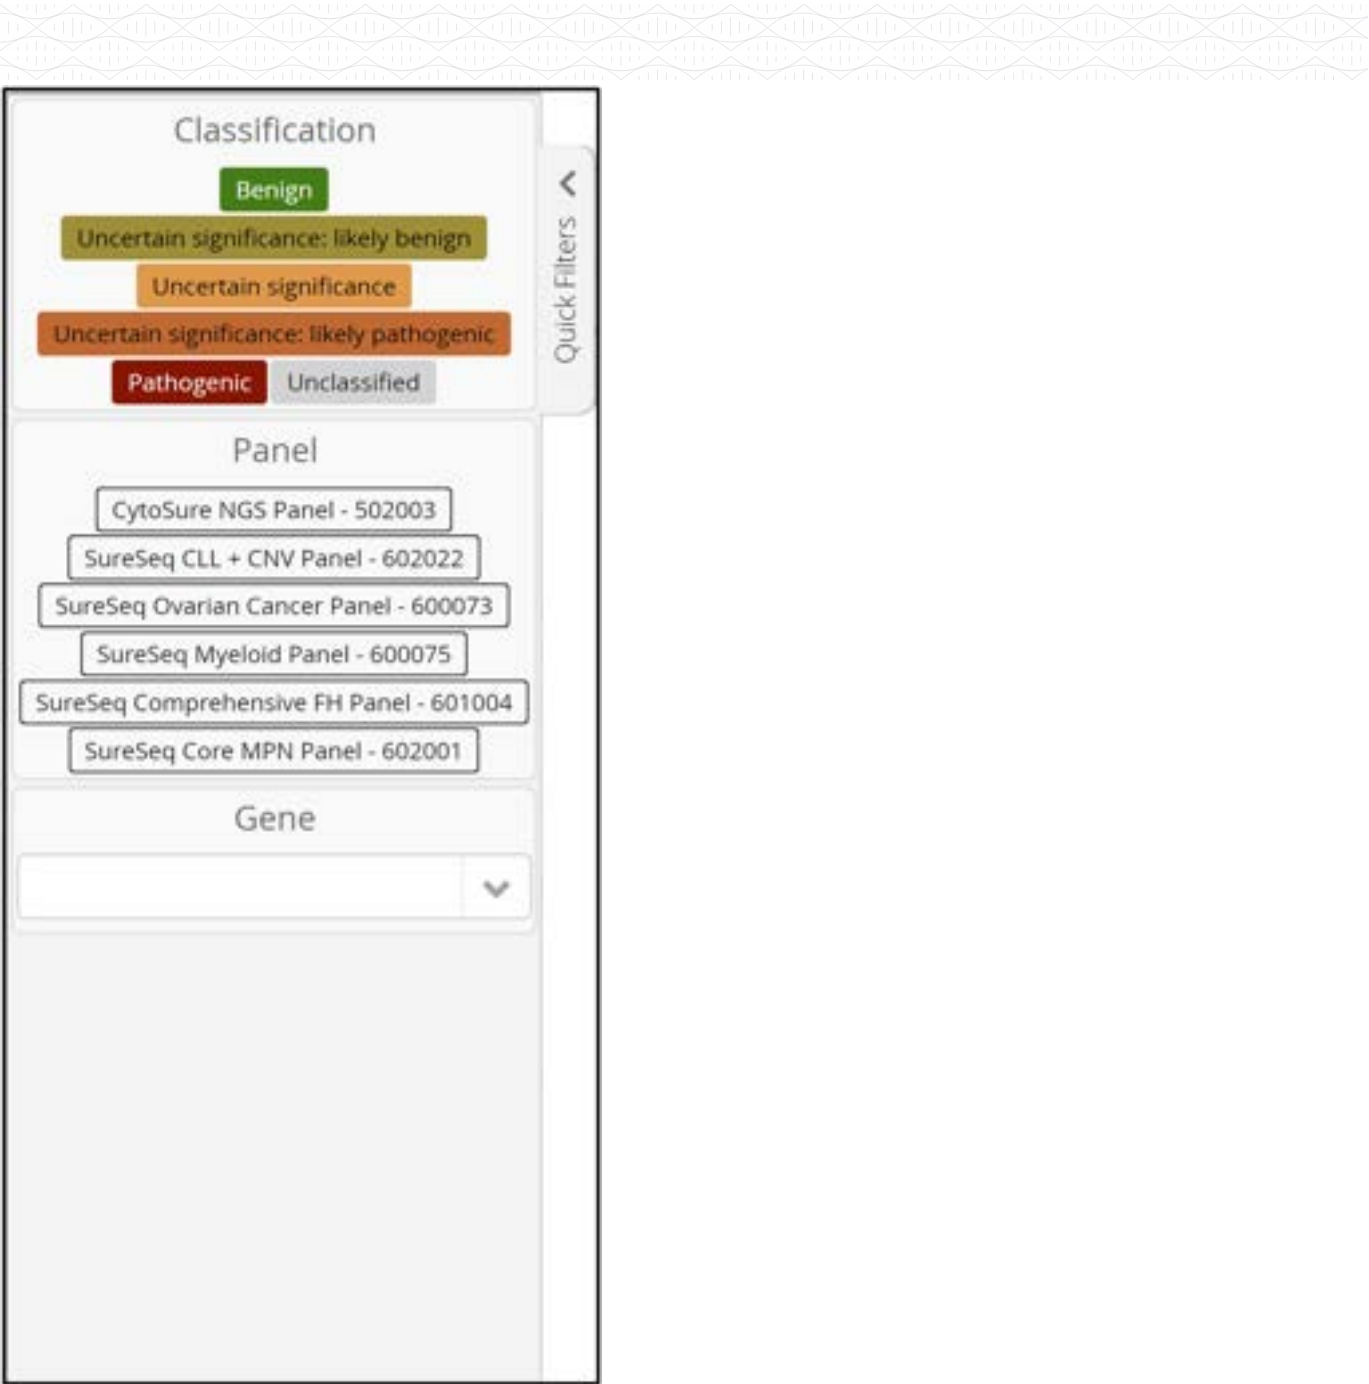 Classification
Benign
Uncertain significance: likely benign
Uncertain significance
Uncertain significance: likely pathogenic
Pathogenic Unclassified
Quick Filters
Panel
CytoSure NGS Panel - 502003
SureSeq CLL + CNV Panel - 602022
SureSeq Ovarian Cancer Panel - 600073
SureSeq Myeloid Panel - 600075
SureSeq Comprehensive FH Panel - 601004
SureSeq Core MPN Panel - 602001
Gene